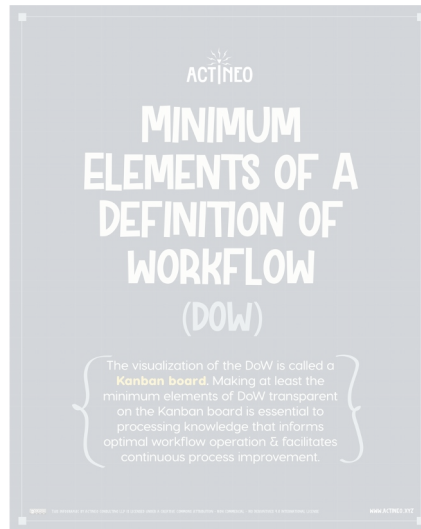 ACTINEO
MINIMUM
ELEMENTS OF A
DEFINITION OF
WORKFLOW
(DOW)
The visualization of the DoW is called a
Kanban board. Making at least the
minimum elements of DoW transparent
on the Kanban board is essential to
processing knowledge that informs
optimal workflow operation & facilitates
continuous process improvement.
WWW.ACTINEO.XYZ